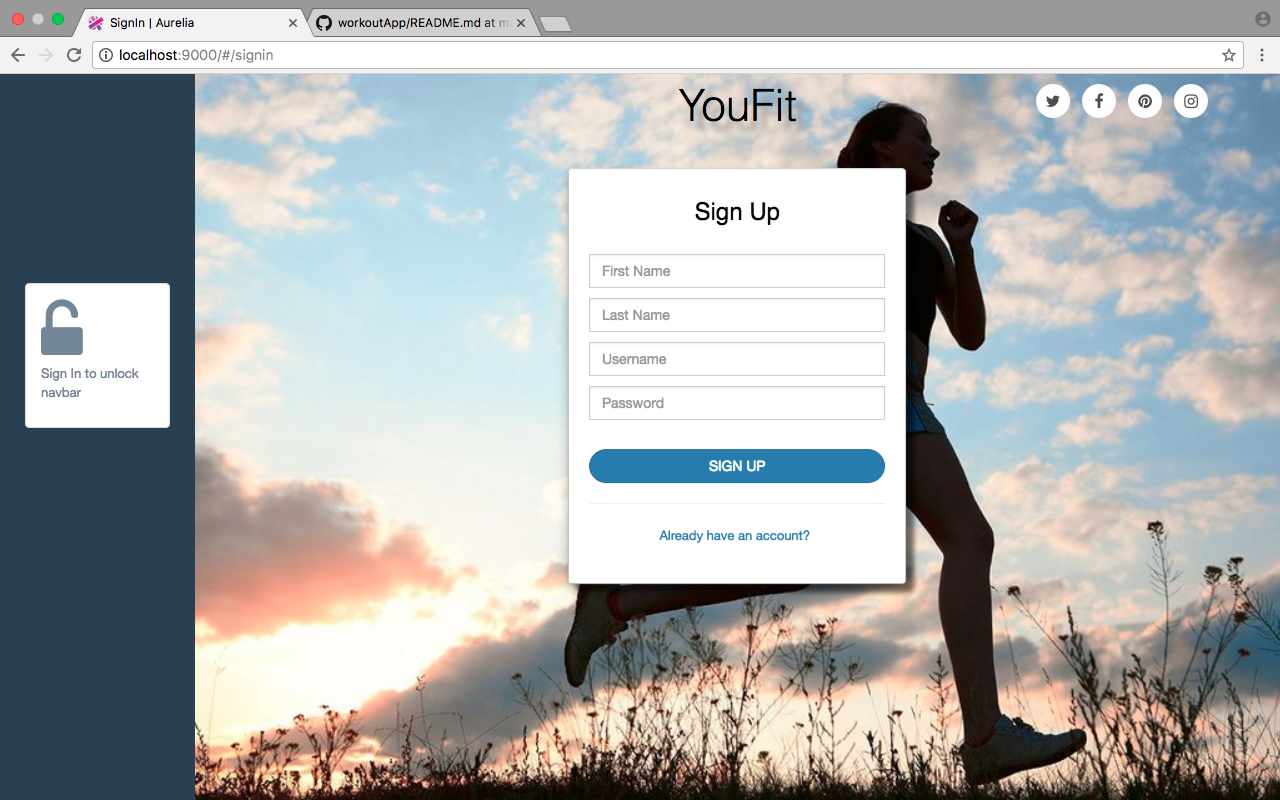 SignIn | Aurelia
workoutApp/README.md at m
localhost:9000/#/signin
YouFit
Sign Up
First Name
Last Name
Username
Password
SIGN UP
Already have an account?
Sign In to unlock
navbar